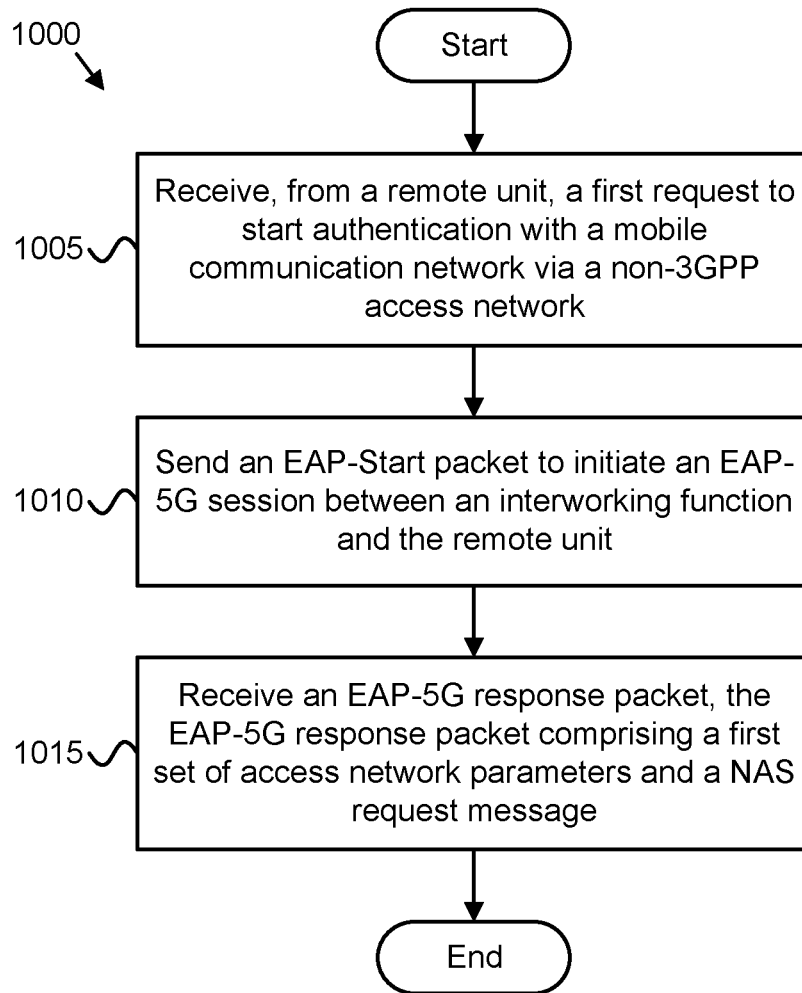 1000
Start
1005
Receive, from a remote unit, a first request to
start authentication with a mobile
communication network via a non-3GPP
access network
1010
Send an EAP-Start packet to initiate an EAP-
5G session between an interworking function
and the remote unit
1015
Receive an EAP-5G response packet, the
EAP-5G response packet comprising a first
set of access network parameters and a NAS
request message
End